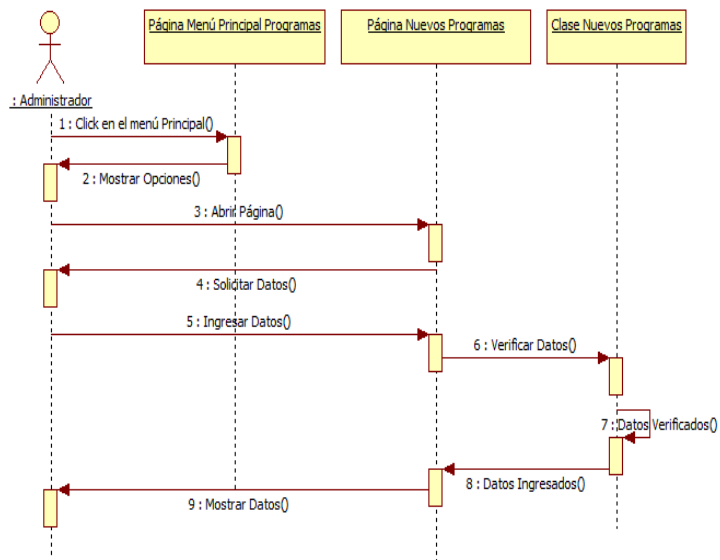 Página Menú Principal Programas
Página Nuevos Programas
Clase Nuevos Programas
: Administrador
1 : Click en el menú Principal()
2 : Mostrar Opciones()
3 : Abrir Página()
4 : Solicitar Datos()
5 : Ingresar Datos()
6 : Verificar Datos()
7 : Datos Verificados()
8 : Datos Ingresados()
9 : Mostrar Datos()